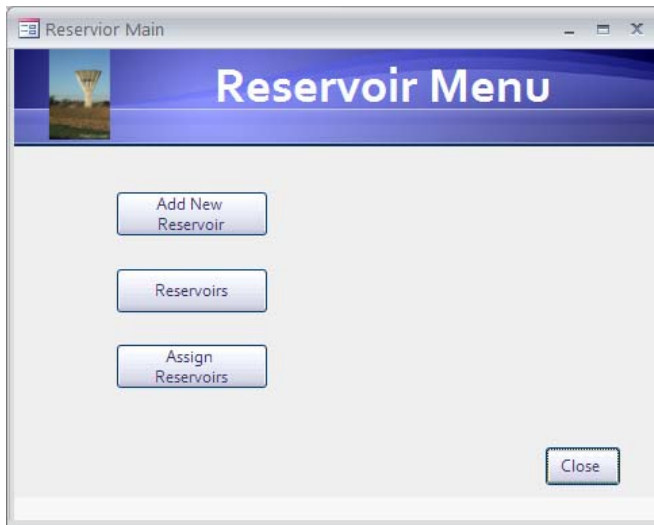 Reservior Main
Reservoir Menu
Add New
Reservoir
Reservoirs
Assign
Reservoirs
Close